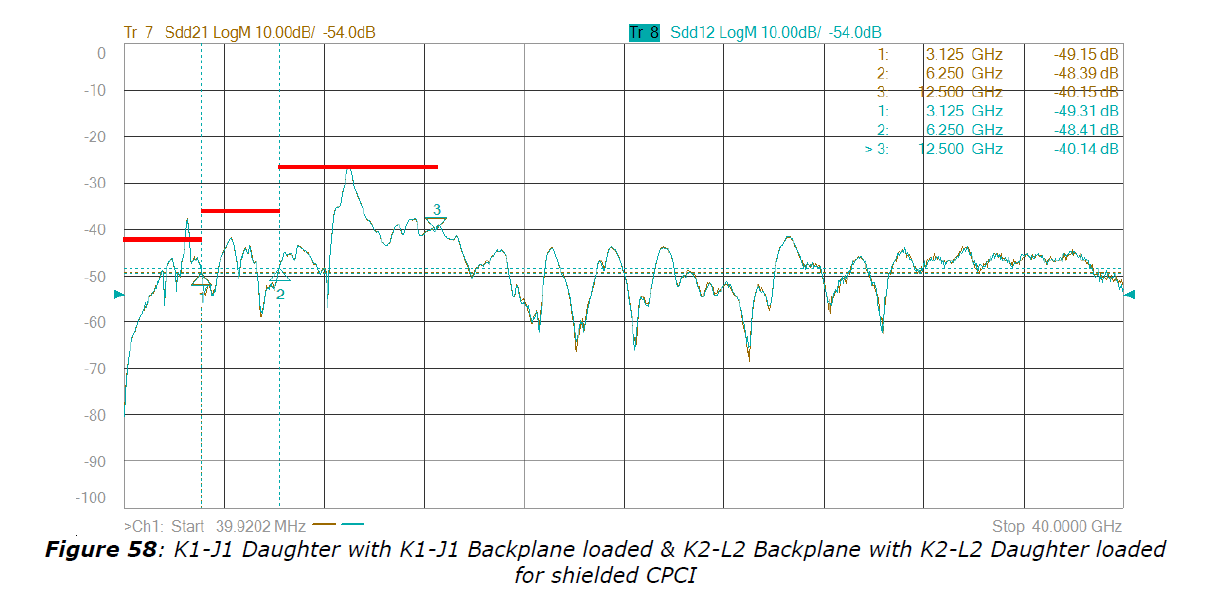 Tr 7 Sdd21 LogM 10.00dB/ -54.0dB
Tr 8 Sdd12 LogM 10.00dB/ -54.0dB
0
-10
-20
-30
-40
-50
-60
-70
-80
-90
-100
1: 3.125 GHz -49.15 dB
2: 6.250 GHz -48.39 dB
3: 12.500 GHz -40.15 dB
1: 3.125 GHz -49.31 dB
2: 6.250 GHz -48.41 dB
> 3: 12.500 GHz -40.14 dB
3
2
>Ch1: Start 39.9202 MHz
Stop 40.0000 GHz
Figure 58: K1-J1 Daughter with K1-J1 Backplane loaded & K2-L2 Backplane with K2-L2 Daughter loaded
for shielded CPCI